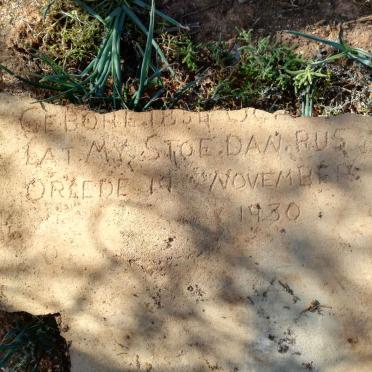 GEBORE 1854
LAT MY STOE DAN RUS
ORLEDE 14 NOVEMBER
1930